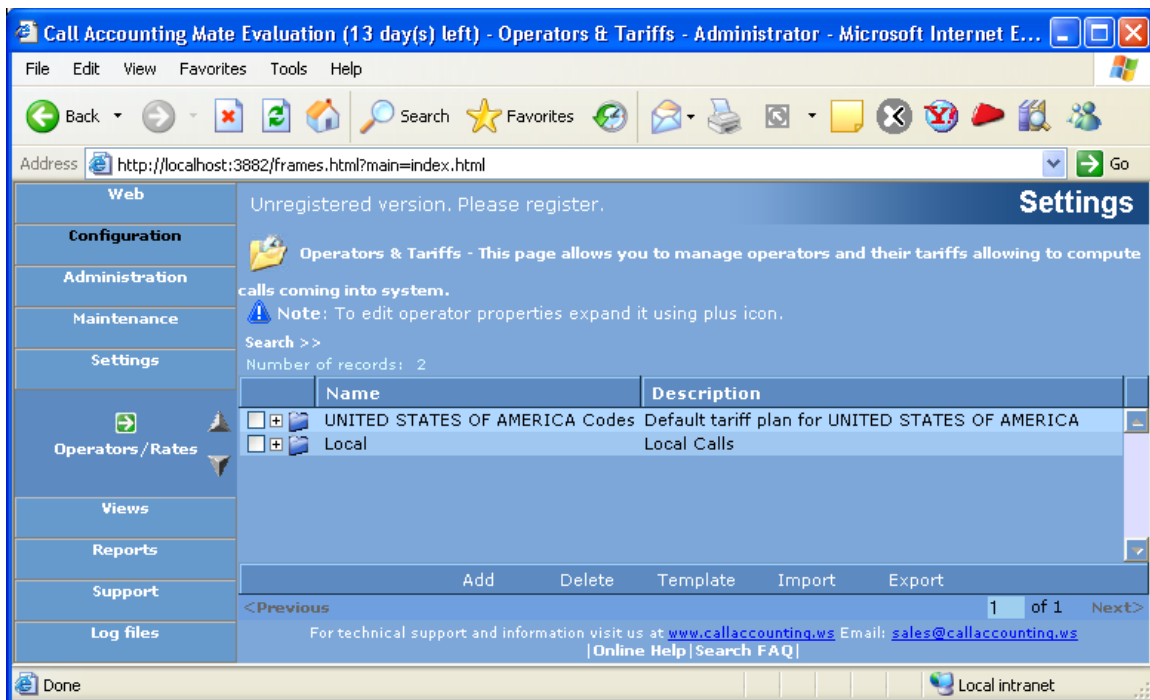 Call Accounting Mate Evaluation (13 day(s) left) - Operators & Tariffs - Administrator - Microsoft Internet E...
File Edit View Favorites Tools Help
Back Search Favorites
Address http://localhost:3882/frames.html?main=index.html Go
Web
Configuration
Administration
Maintenance
Settings
Operators/Rates
Views
Reports
Support
Log files
Unregistered version. Please register. Settings
Operators & Tariffs - This page allows you to manage operators and their tariffs allowing to compute
calls coming into system.
Note: To edit operator properties expand it using plus icon.
Search >>
Number of records: 2
Name Description
UNITED STATES OF AMERICA Codes Default tariff plan for UNITED STATES OF AMERICA
Local Local Calls
Add Delete Template Import Export
<Previous 1 of 1 Next>
For technical support and information visit us at www.callaccounting.ws Email: sales@callaccounting.ws
|Online Help|Search FAQ|
Done Local intranet